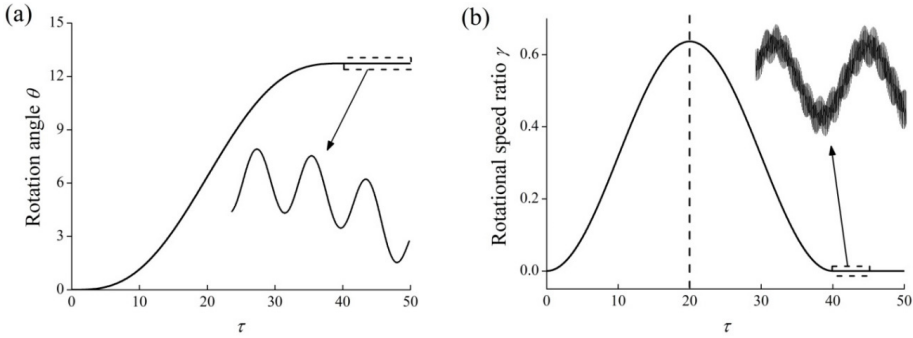 (a)
15
12
9
6
3
0
Rotation angle θ
0 10 20 30 40 50
τ
(b)
0.6
0.4
0.2
0.0
Rotational speed ratio γ
0 10 20 30 40 50
τ